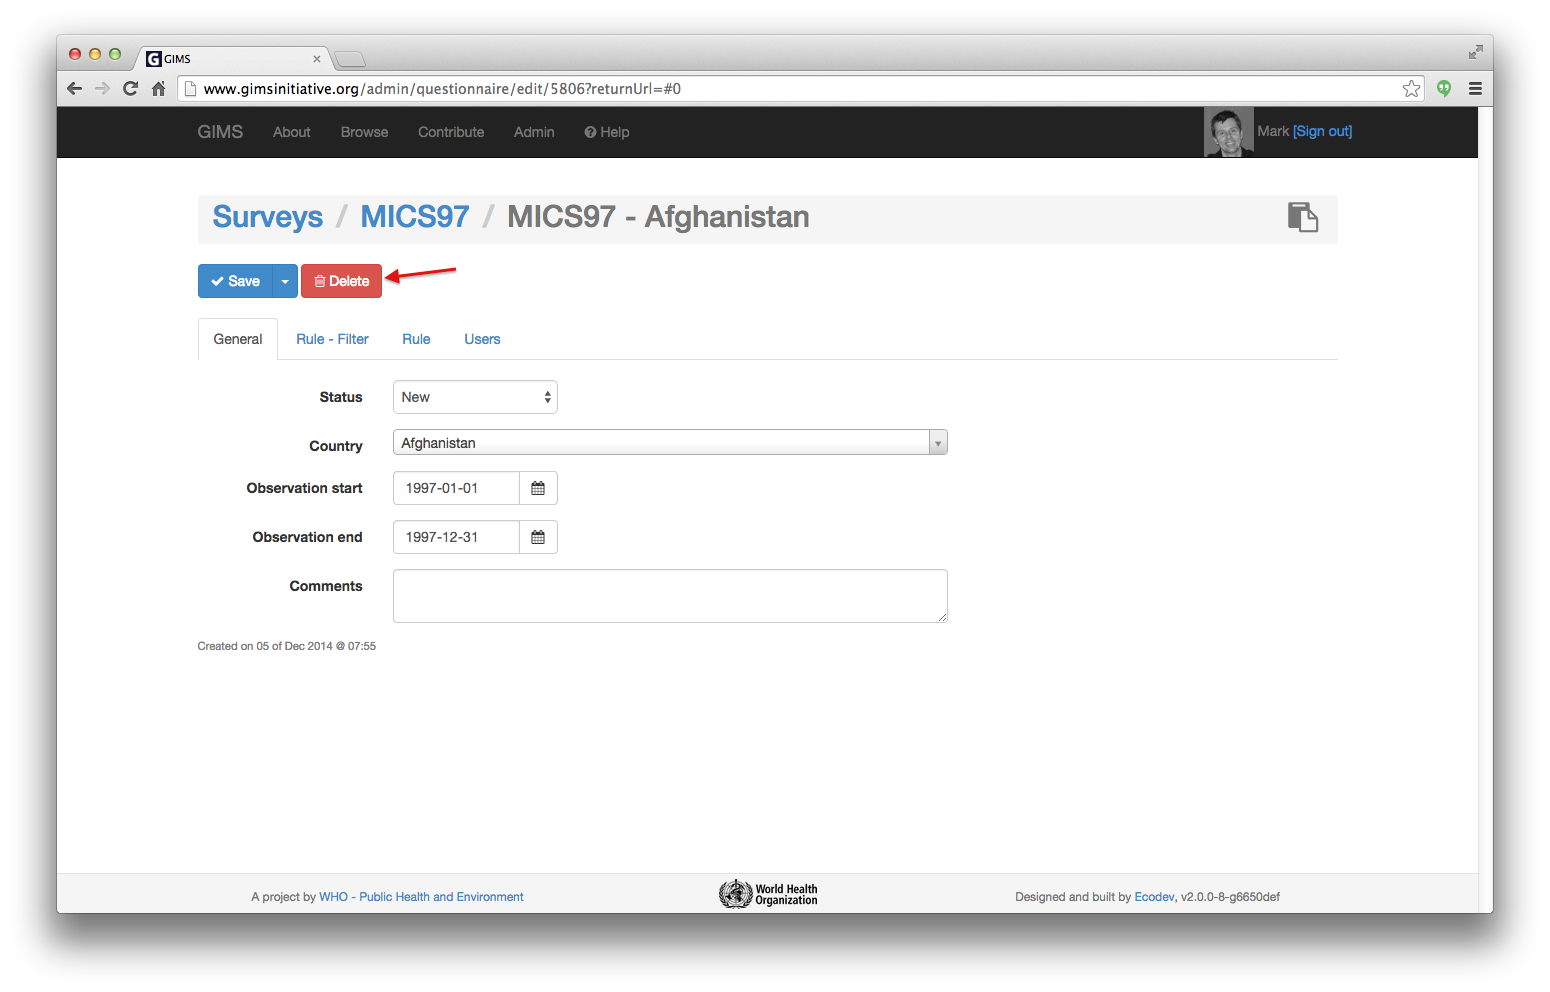 GIMS
www.gimsinitiative.org/admin/questionnaire/edit/5806?returnUrl=#0
GIMS About Browse Contribute Admin Help Mark [Sign out]
Surveys / MICS97 / MICS97 - Afghanistan
Save Delete
General Rule - Filter Rule Users
Status New
Country Afghanistan
Observation start 1997-01-01
Observation end 1997-12-31
Comments
Created on 05 of Dec 2014 @ 07:55
A project by WHO - Public Health and Environment World Health Organization Designed and built by Ecodev, v2.0.0-8-g6650def